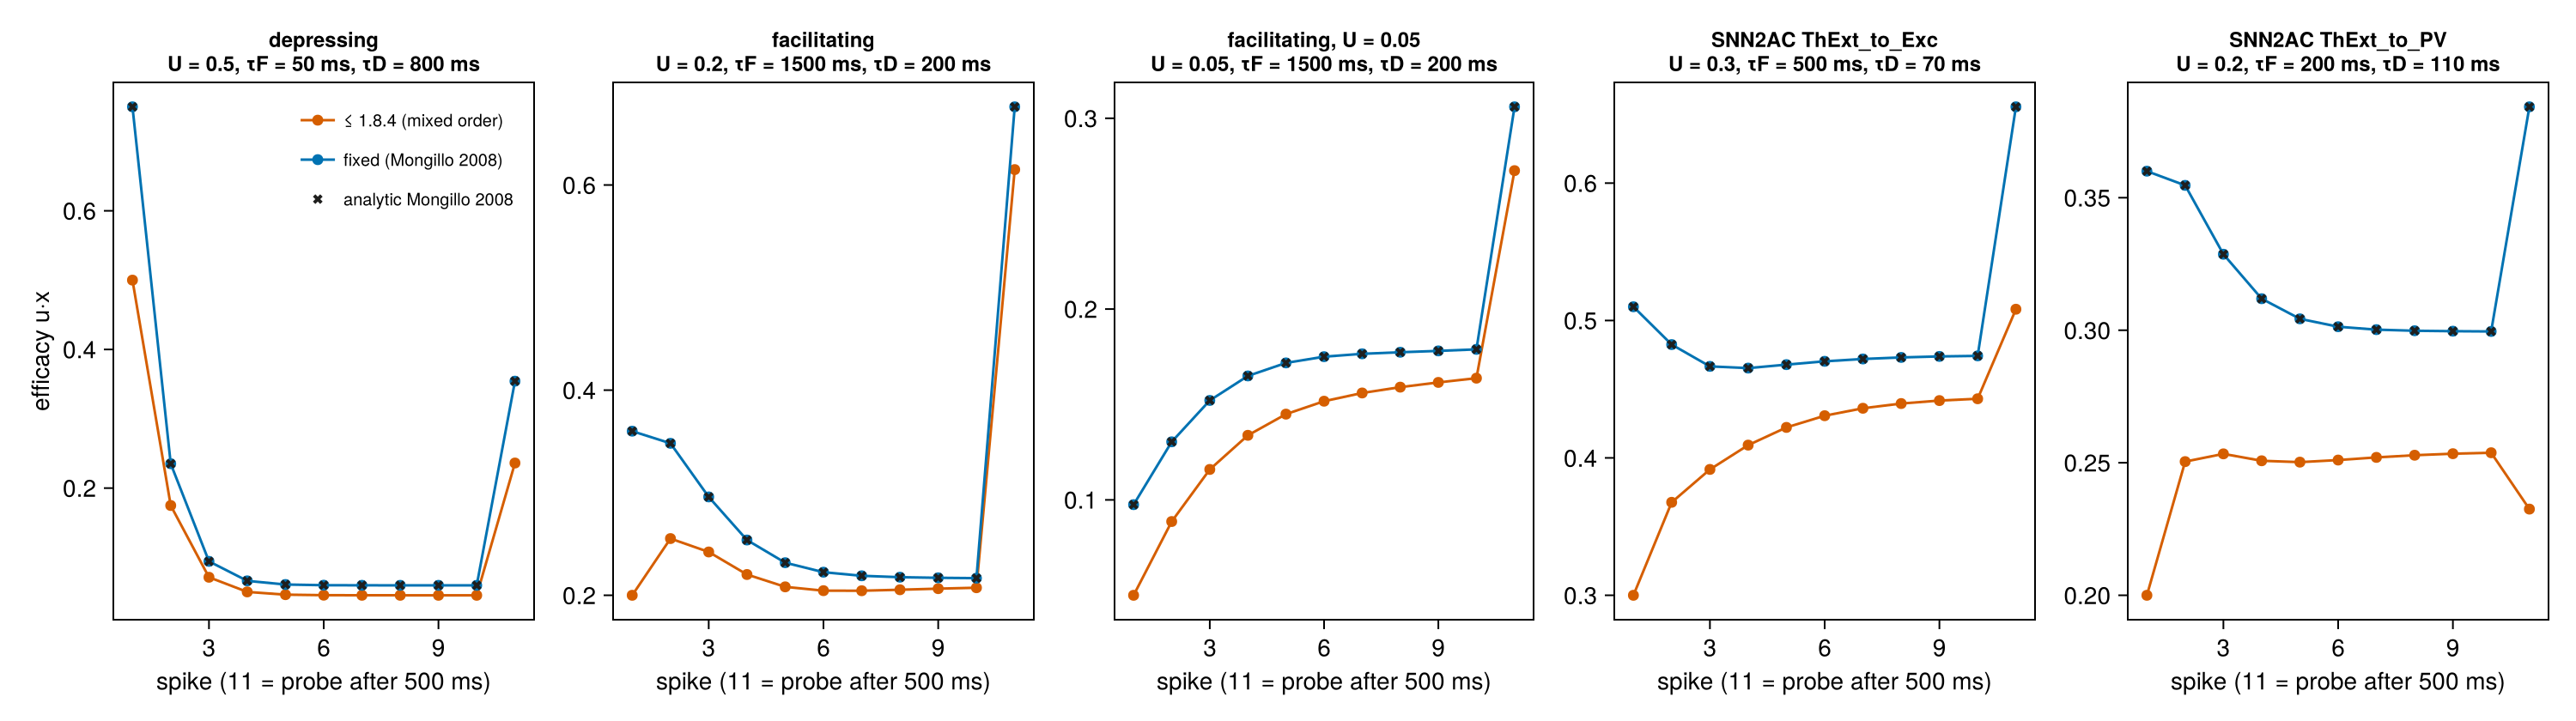 depressing
U = 0.5, τF = 50 ms, τD = 800 ms
≤ 1.8.4 (mixed order)
fixed (Mongillo 2008)
analytic Mongillo 2008
efficacy u·x
0.6
0.4
0.2
3 6 9
spike (11 = probe after 500 ms)
facilitating
U = 0.2, τF = 1500 ms, τD = 200 ms
0.6
0.4
0.2
3 6 9
spike (11 = probe after 500 ms)
facilitating, U = 0.05
U = 0.05, τF = 1500 ms, τD = 200 ms
0.3
0.2
0.1
3 6 9
spike (11 = probe after 500 ms)
SNN2AC ThExt_to_Exc
U = 0.3, τF = 500 ms, τD = 70 ms
0.6
0.5
0.4
0.3
3 6 9
spike (11 = probe after 500 ms)
SNN2AC ThExt_to_PV
U = 0.2, τF = 200 ms, τD = 110 ms
0.35
0.30
0.25
0.20
3 6 9
spike (11 = probe after 500 ms)